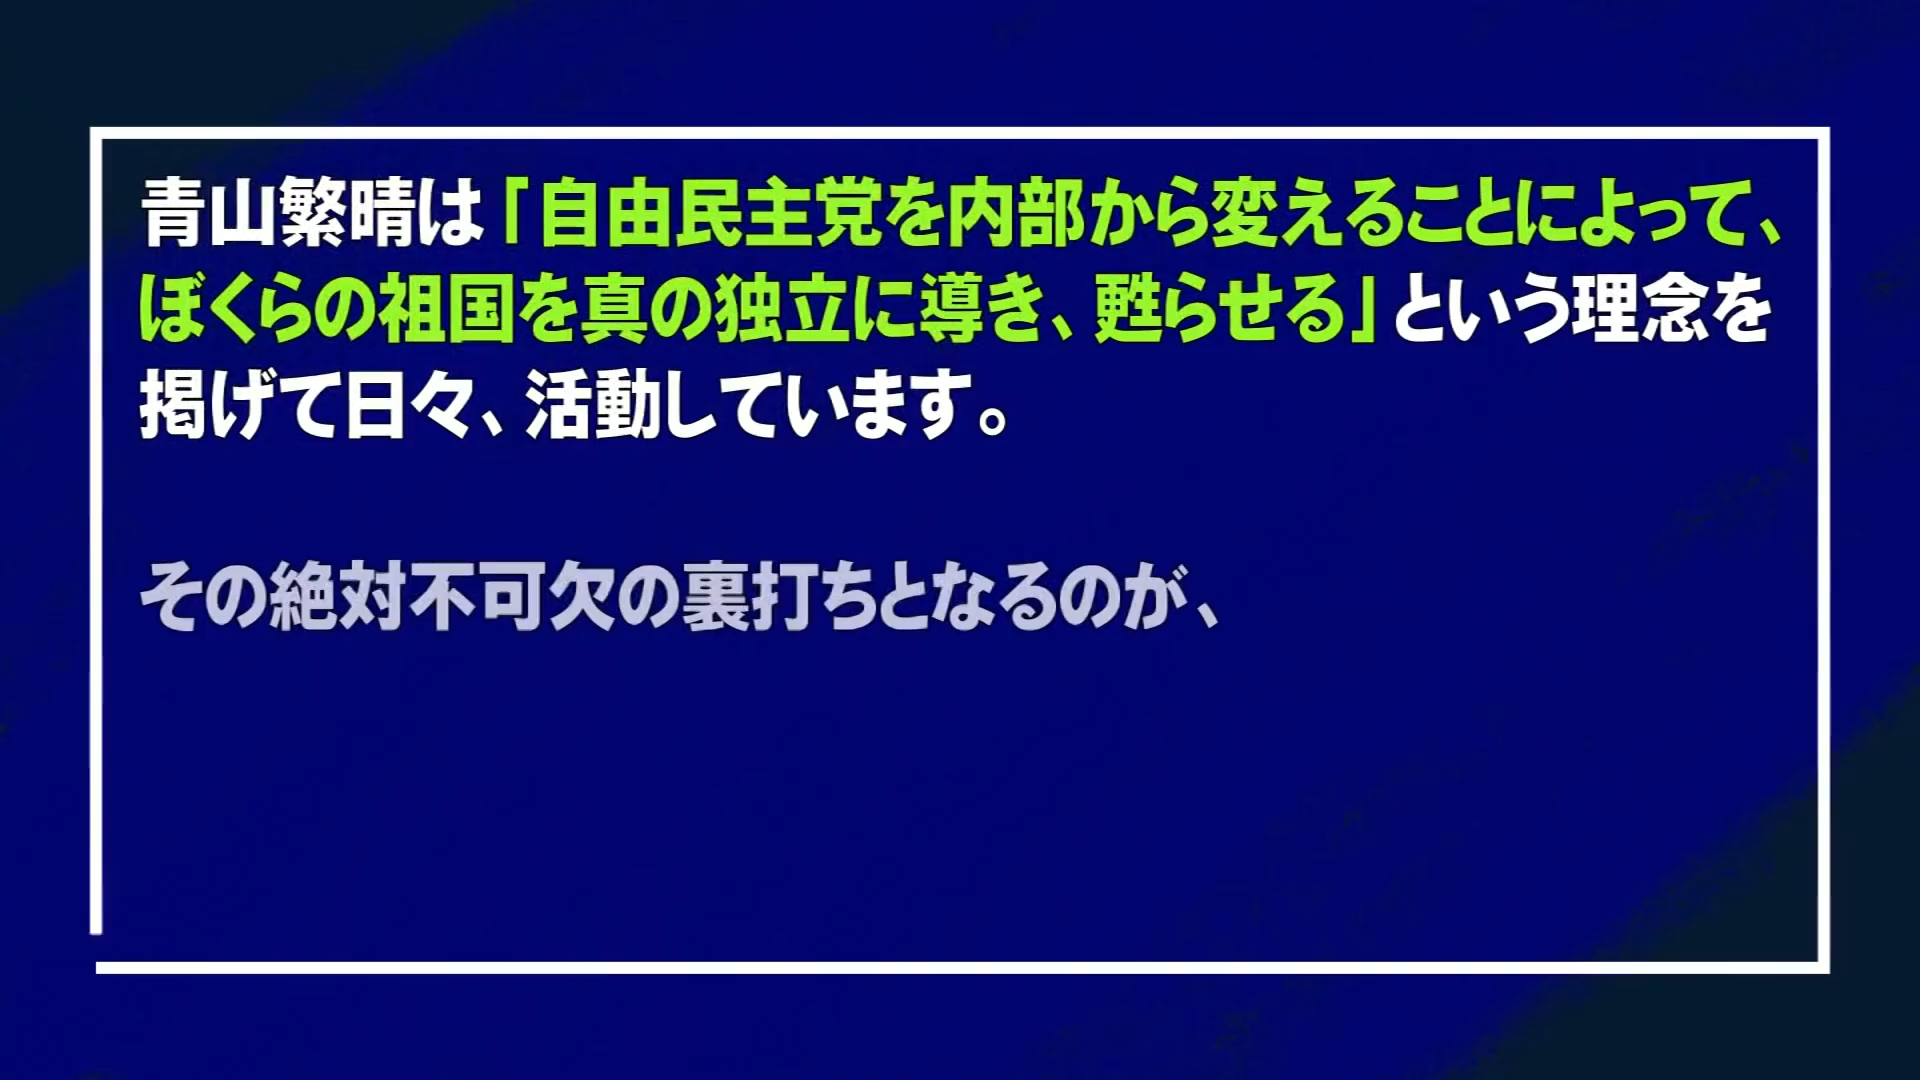 青山繁晴は「自由民主党を内部から変えることによって、
ぼくらの祖国を真の独立に導き、甦らせる」という理念を
掲げて日々、活動しています。
その絶対不可欠の裏打ちとなるのが、